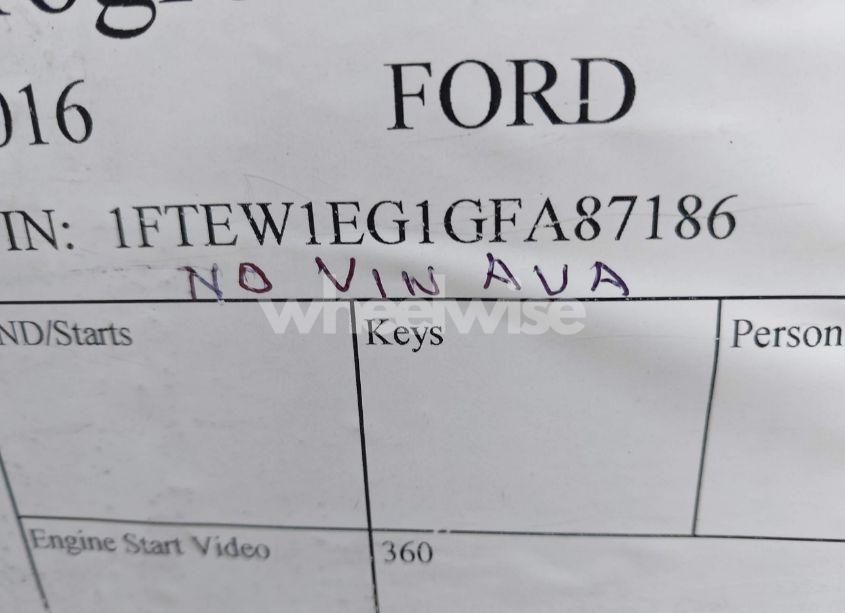 016 FORD
IN: 1FTEW1EG1GFA87186
NO VIN AVA
wheelwise
ND/Starts Keys Person
Engine Start Video 360